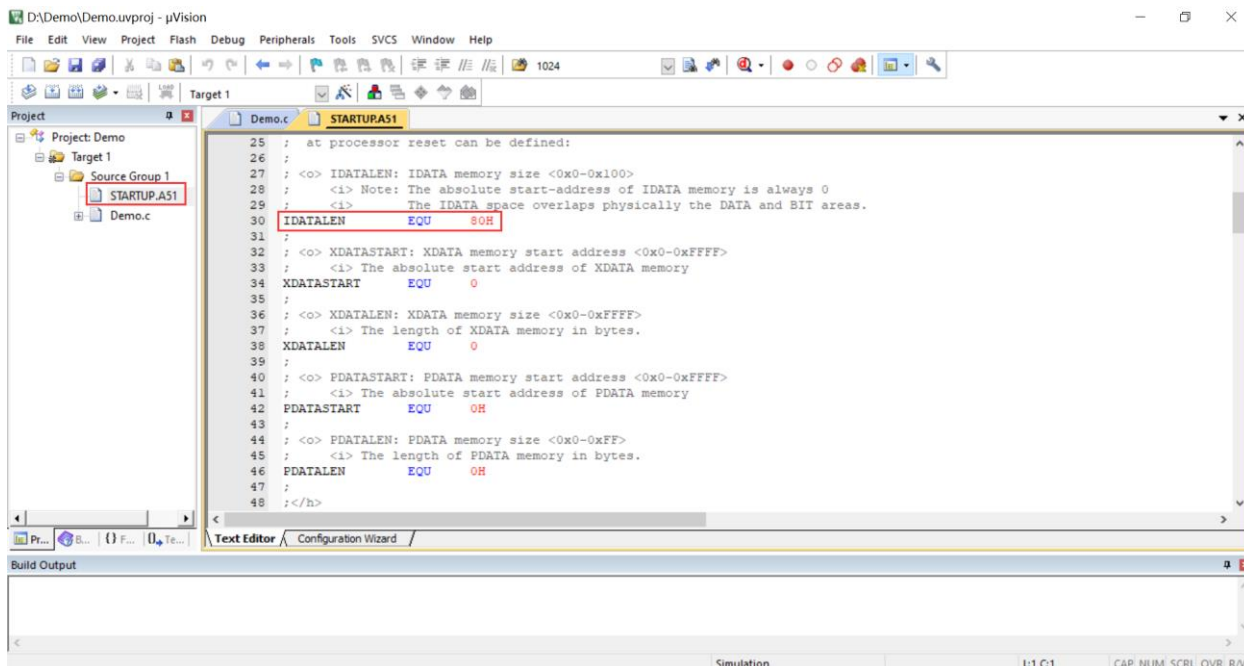 D:\Demo\Demo.uvproj - µVision
File Edit View Project Flash Debug Peripherals Tools SVCS Window Help
1024
LOAD Target 1
Project
Demo.c STARTUP.A51
Project: Demo
Target 1
Source Group 1
STARTUP.A51
Demo.c
25 ; at processor reset can be defined:
26 ;
27 ; <o> IDATALEN: IDATA memory size <0x0-0x100>
28 ; <i> Note: The absolute start-address of IDATA memory is always 0
29 ; <i> The IDATA space overlaps physically the DATA and BIT areas.
30 IDATALEN EQU 80H
31 ;
32 ; <o> XDATASTART: XDATA memory start address <0x0-0xFFFF>
33 ; <i> The absolute start address of XDATA memory
34 XDATASTART EQU 0
35 ;
36 ; <o> XDATALEN: XDATA memory size <0x0-0xFFFF>
37 ; <i> The length of XDATA memory in bytes.
38 XDATALEN EQU 0
39 ;
40 ; <o> PDATASTART: PDATA memory start address <0x0-0xFFFF>
41 ; <i> The absolute start address of PDATA memory
42 PDATASTART EQU 0H
43 ;
44 ; <o> PDATALEN: PDATA memory size <0x0-0xFF>
45 ; <i> The length of PDATA memory in bytes.
46 PDATALEN EQU 0H
47 ;
48 ;</h>
Pr... B... {} F... 0 Te... Text Editor Configuration Wizard
Build Output
Simulation L:1 C:1 CAP NUM SCRL OVR R/W